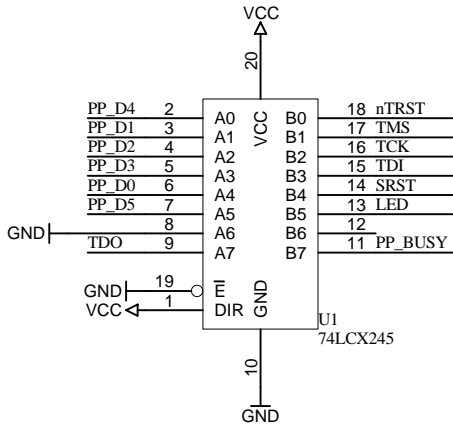 VCC
20
PP_D4 2 A0 VCC B0 18 nTRST
PP_D1 3 A1 B1 17 TMS
PP_D2 4 A2 B2 16 TCK
PP_D3 5 A3 B3 15 TDI
PP_D0 6 A4 B4 14 SRST
PP_D5 7 A5 B5 13 LED
GND 8 A6 B6 12
TDO 9 A7 B7 11 PP_BUSY
GND 19 E
VCC 1 DIR GND
U1
74LCX245
10
GND